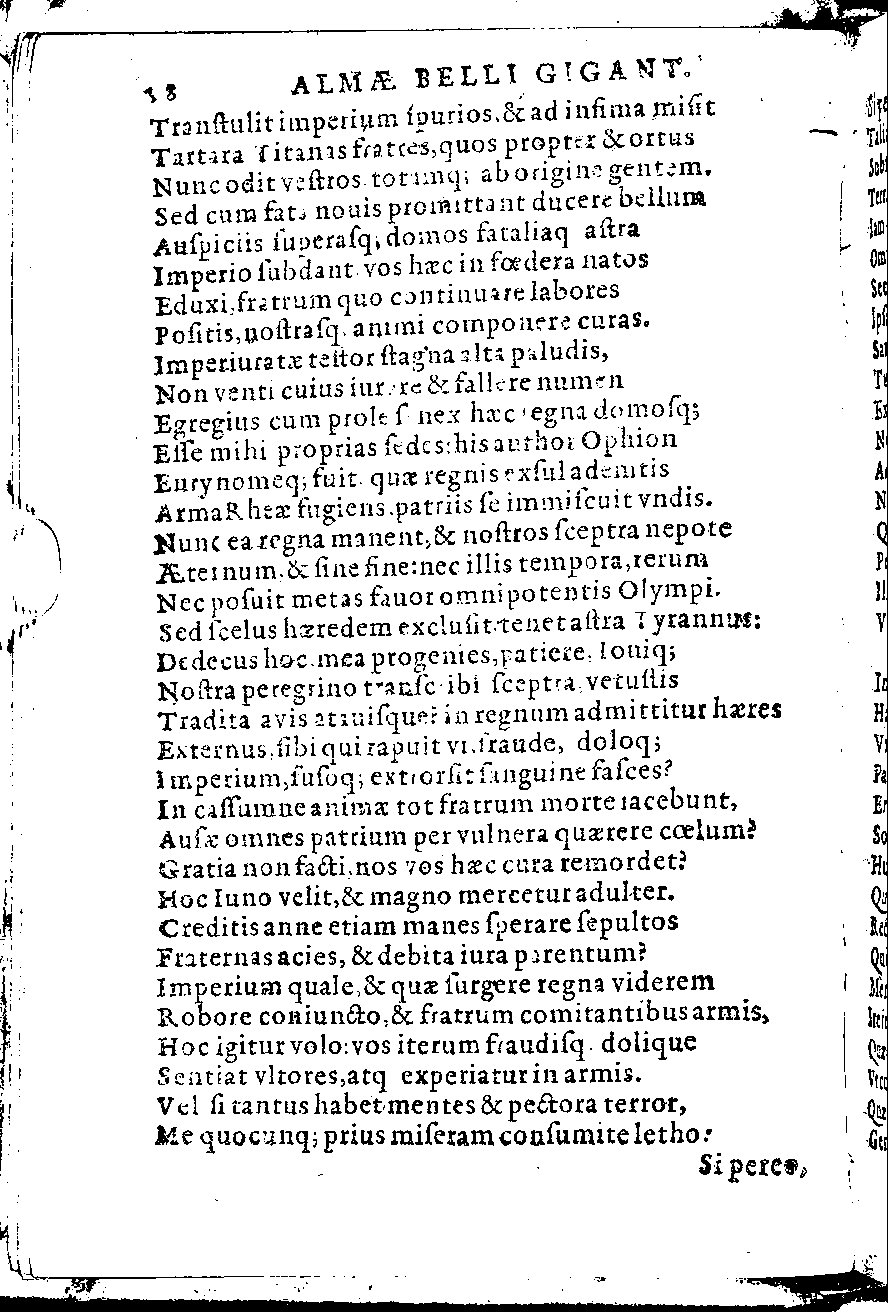 58 ALMÆ BELLI GIGANT.
Tranſtulit imperium ſpurios, & ad infima miſit
Tartara Titanas fratres, quos propter & ortus
Nunc odit veſtros totamq; ab origine gentem.
Sed cum fata nouis promittant ducere bellum
Auſpiciis ſuperaſq; domos fataliaq aſtra
Imperio ſubdant. vos hæc in fœdera natos
Eduxi, fratrum quo continuare labores
Poſitis, noſtraſq. animi componere curas.
Imperiuratæ teſtor ſtagna alta paludis,
Non venti cuius iurare & fallere numen
Egregius cum prole ſenex hæc regna domoſq;
Eſſe mihi proprias ſedes: his author Ophion
Eurynomeq; fuit. quæ regnis exſul ademtis
Arma Rheæ fugiens, patriis ſe immiſcuit vndis.
Nunc ea regna manent, & noſtros ſceptra nepote
Æternum, & ſine fine: nec illis tempora, rerum
Nec poſuit metas fauor omnipotentis Olympi.
Sed ſcelus hæredem excluſit. tenet aſtra Tyrannus:
Dedecus hoc mea progenies, patiere, Iouiq;
Noſtra peregrino tranſcribi ſceptra, vetuſtis
Tradita avis atauiſque? in regnum admittitur hæres
Externus, ſibi qui rapuit vi, fraude, doloq;
Imperium, fuſoq; extorſit ſanguine faſces?
In caſſumne animæ tot fratrum morte iacebunt,
Auſæ omnes patrium per vulnera quærere cœlum?
Gratia non facti, nos vos hæc cura remordet?
Hoc Iuno velit, & magno mercetur adulter.
Creditis anne etiam manes ſperare ſepultos
Fraternas acies, & debita iura parentum?
Imperium quale, & quæ ſurgere regna viderem
Robore coniuncto, & fratrum comitantibus armis,
Hoc igitur volo: vos iterum fraudiſq. dolique
Sentiat vltores, atq experiatur in armis.
Vel ſi tantus habet mentes & pectora terror,
Me quocunq; prius miſeram conſumite letho:
Si pereo,